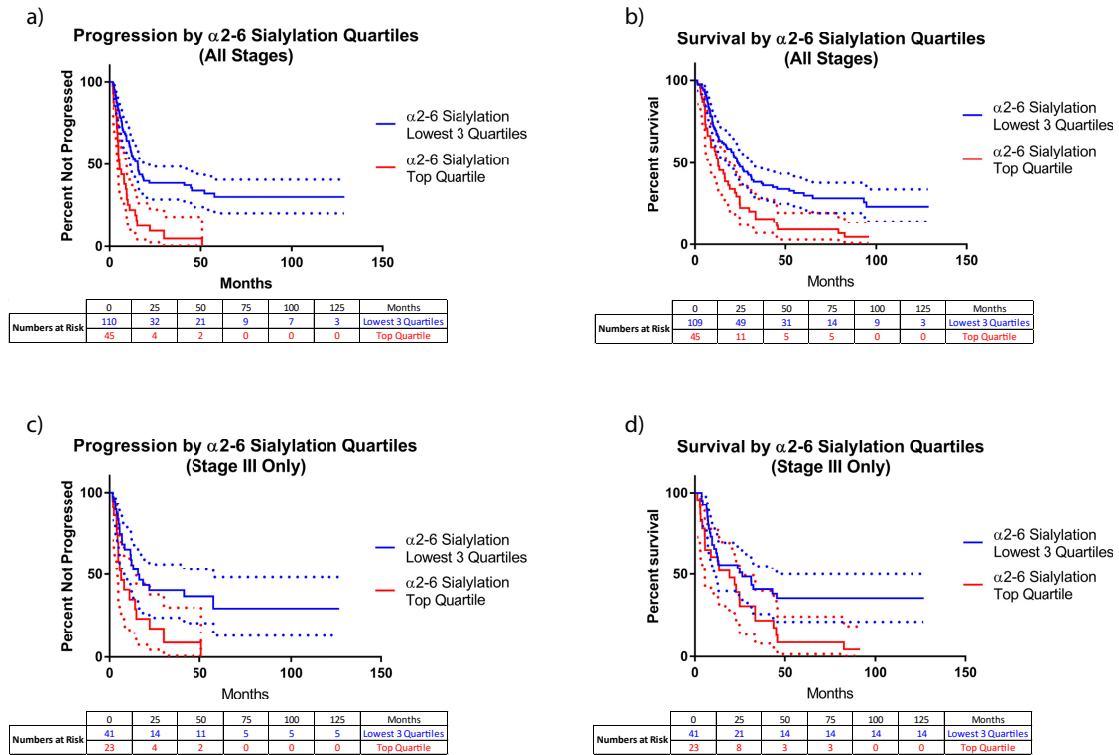 a)
Progression by α2-6 Sialylation Quartiles
(All Stages)
Percent Not Progressed
100
50
0
0 50 100 150
Months
α2-6 Sialylation
Lowest 3 Quartiles
α2-6 Sialylation
Top Quartile
0 25 50 75 100 125 Months
Numbers at Risk 110 32 21 9 7 3 Lowest 3 Quartiles
45 4 2 0 0 0 Top Quartile
b)
Survival by α2-6 Sialylation Quartiles
(All Stages)
Percent survival
100
50
0
0 50 100 150
Months
α2-6 Sialylation
Lowest 3 Quartiles
α2-6 Sialylation
Top Quartile
0 25 50 75 100 125 Months
Numbers at Risk 109 49 31 14 9 3 Lowest 3 Quartiles
45 11 5 5 0 0 Top Quartile
c)
Progression by α2-6 Sialylation Quartiles
(Stage III Only)
Percent Not Progressed
100
50
0
0 50 100 150
Months
α2-6 Sialylation
Lowest 3 Quartiles
α2-6 Sialylation
Top Quartile
0 25 50 75 100 125 Months
Numbers at Risk 41 14 11 5 5 5 Lowest 3 Quartiles
23 4 2 0 0 0 Top Quartile
d)
Survival by α2-6 Sialylation Quartiles
(Stage III Only)
Percent survival
100
50
0
0 50 100 150
Months
α2-6 Sialylation
Lowest 3 Quartiles
α2-6 Sialylation
Top Quartile
0 25 50 75 100 125 Months
Numbers at Risk 41 21 14 14 14 14 Lowest 3 Quartiles
23 8 3 3 0 0 Top Quartile